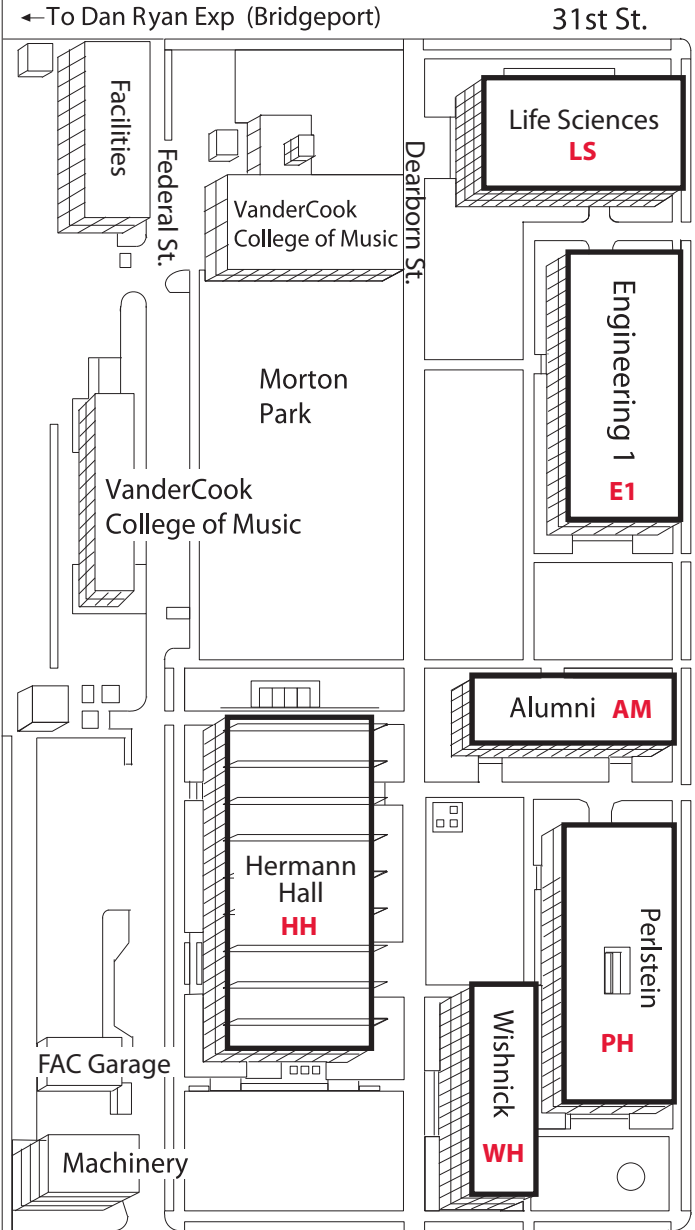 ←To Dan Ryan Exp (Bridgeport)
31st St.
Facilities
Federal St.
VanderCook
College of Music
Dearborn St.
Life Sciences
LS
Engineering 1
E1
Morton
Park
VanderCook
College of Music
Alumni AM
Hermann
Hall
HH
Perlstein
PH
Wishnick
WH
FAC Garage
Machinery